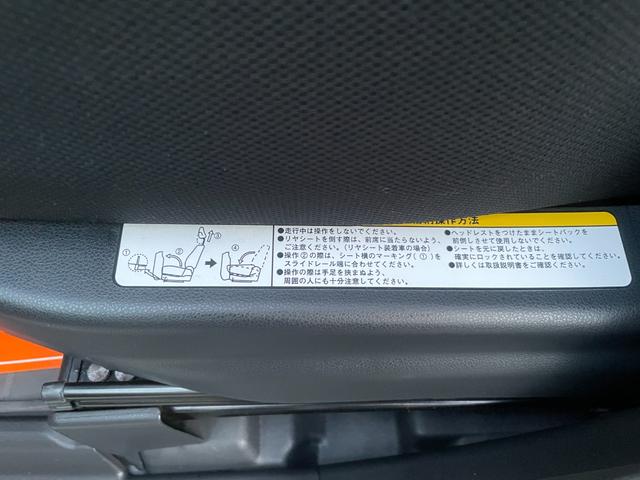 操作方法
●走行中は操作をしないでください。
●リヤシートを倒す際は、前席に当たらないよう、
ご注意ください。(リヤシート装着車の場合)
●操作②の際は、シート横のマーキング(①)を
スライドレール端に合わせてください。
●操作の際は手足を挟まぬよう、
周囲の人にも十分注意してください。
●ヘッドレストをつけたままシートバックを
前倒しさせて使用しないでください。
●シートを元に戻したときは、
確実にロックされていることを確認してください。
●詳しくは取扱説明書をご確認ください。
①
②
③
④